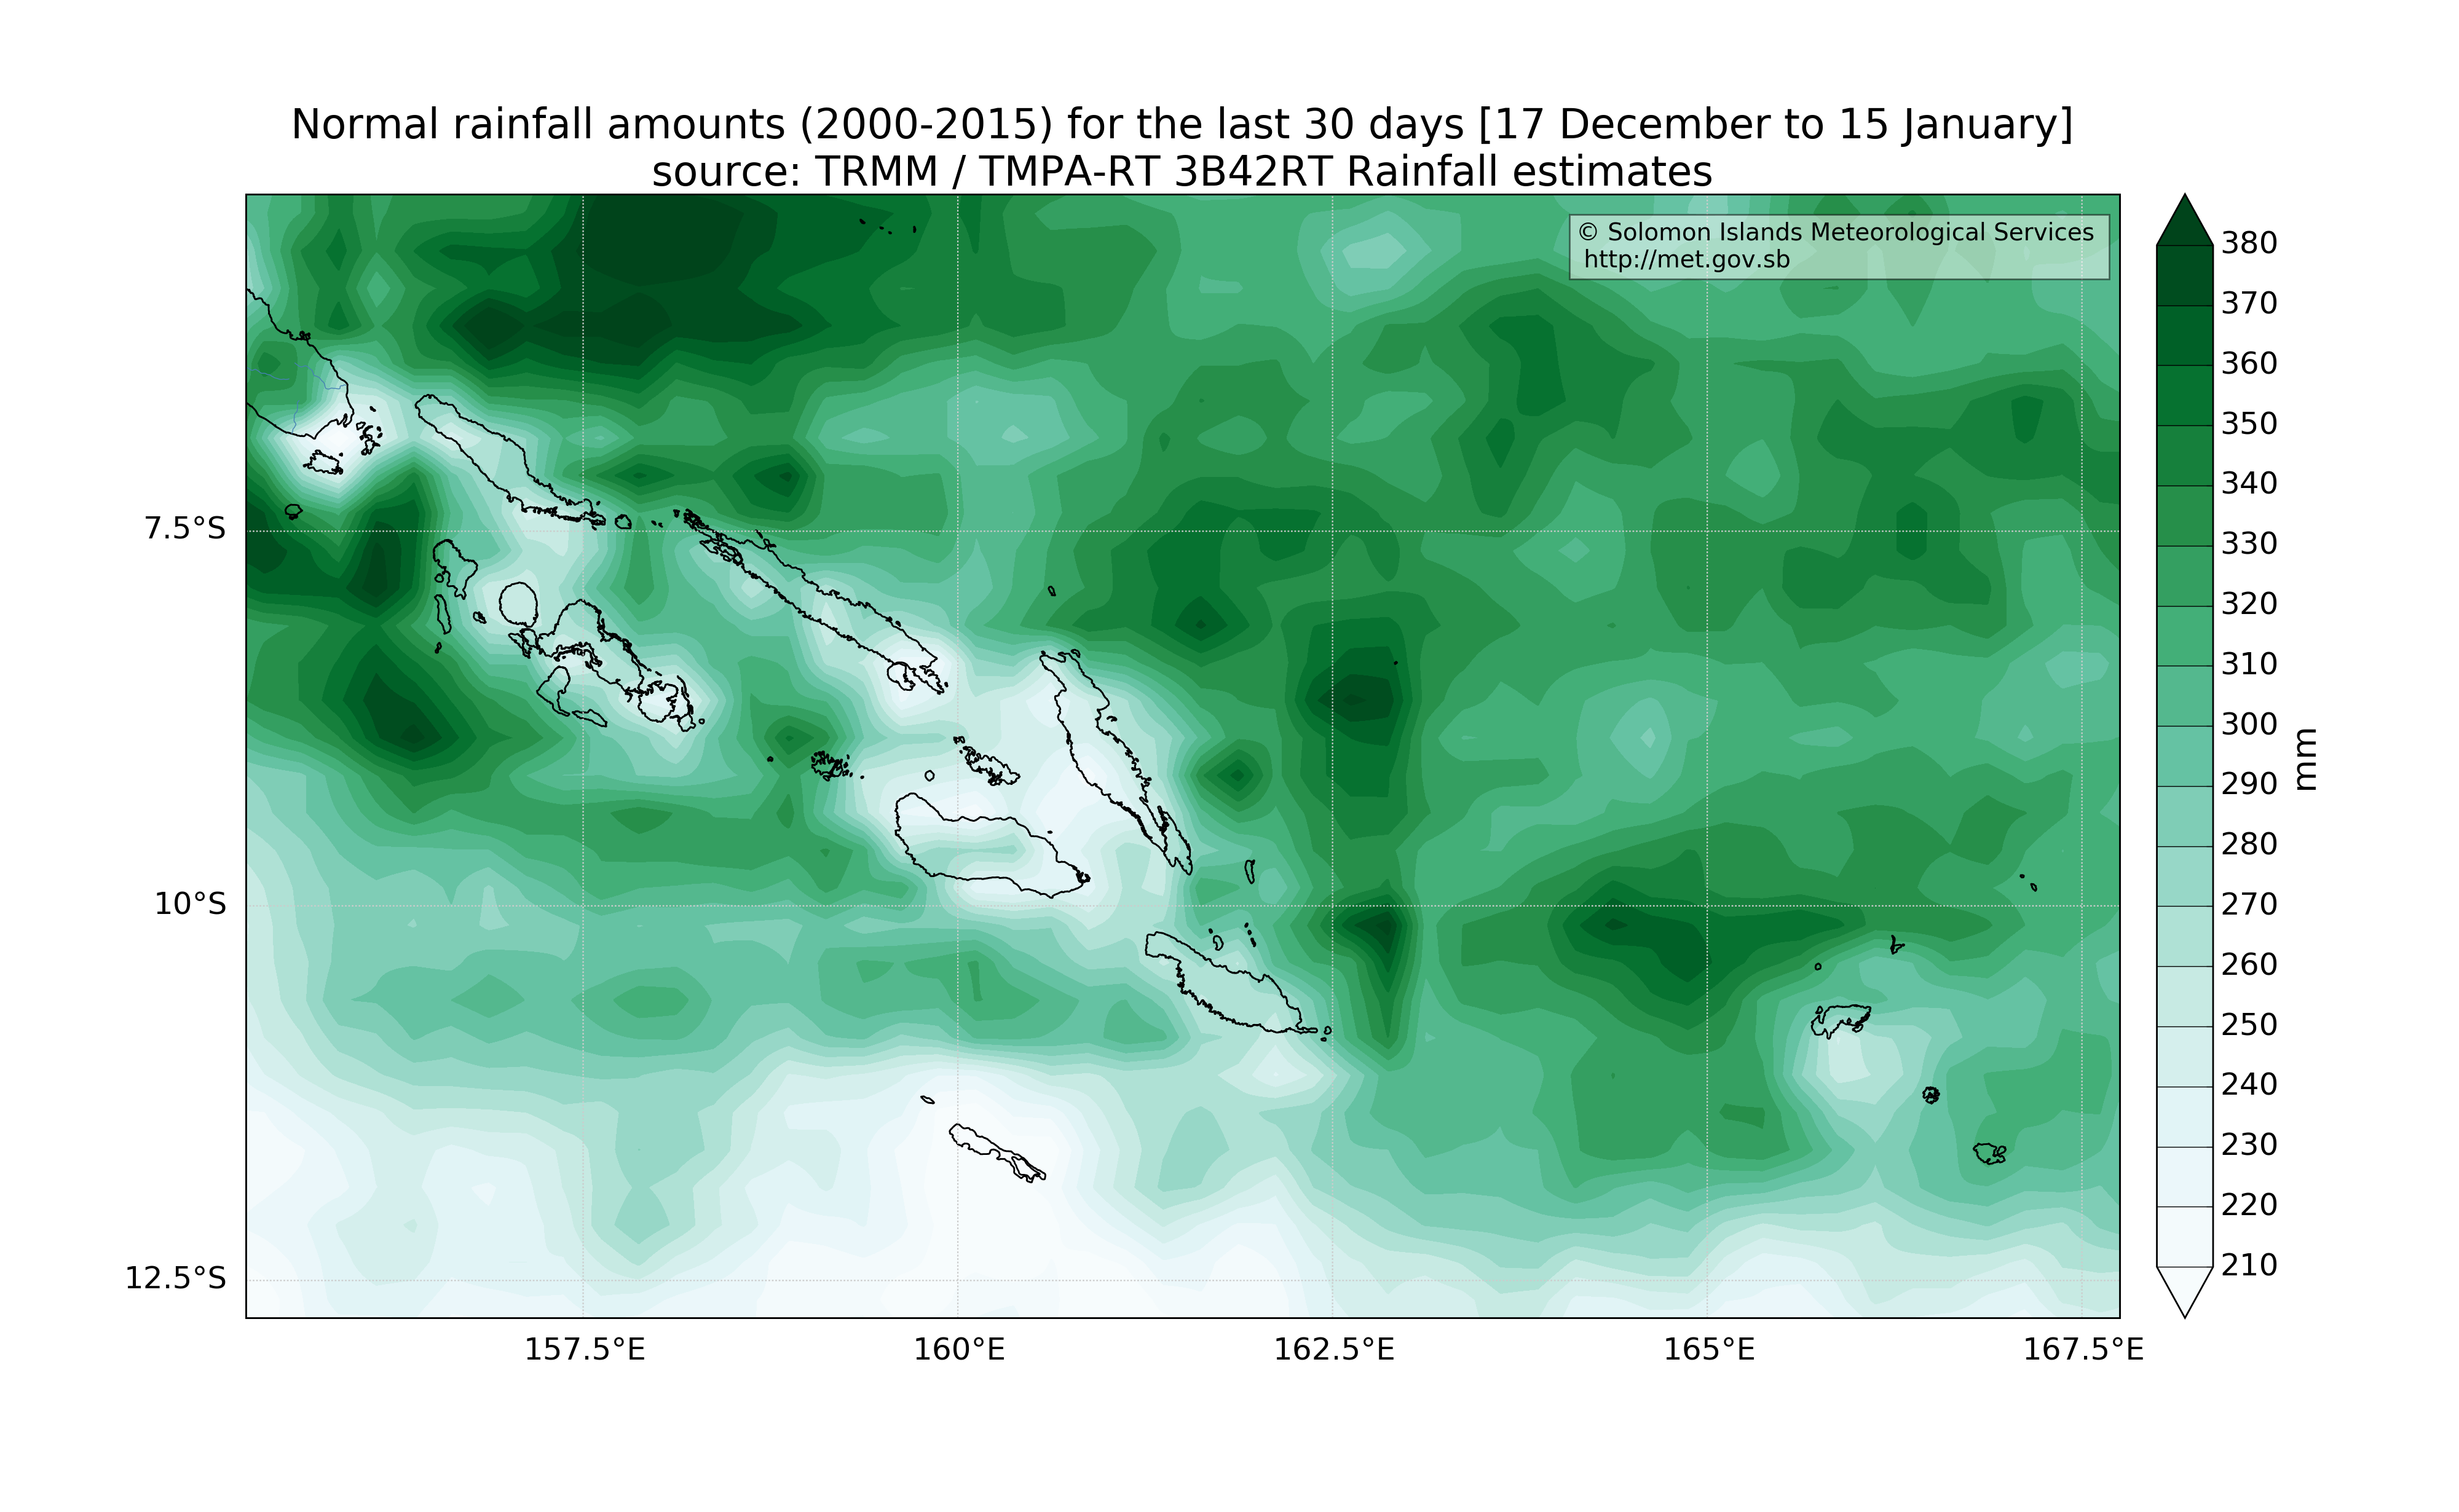 Normal rainfall amounts (2000-2015) for the last 30 days [17 December to 15 January]
source: TRMM / TMPA-RT 3B42RT Rainfall estimates
© Solomon Islands Meteorological Services
http://met.gov.sb
7.5°S
10°S
12.5°S
157.5°E
160°E
162.5°E
165°E
167.5°E
380
370
360
350
340
330
320
310
300
290
280
270
260
250
240
230
220
210
mm